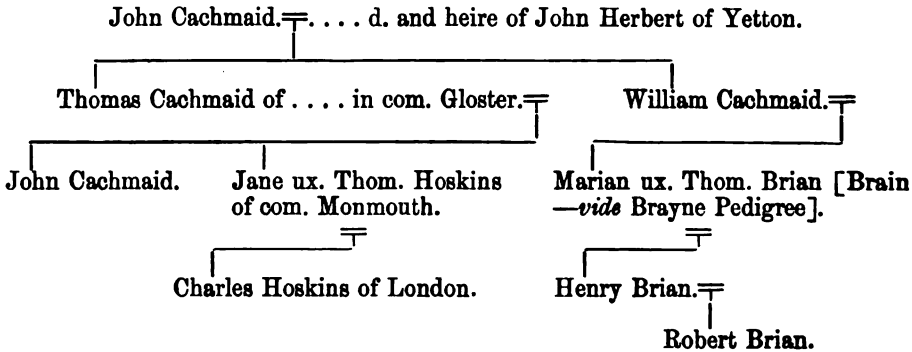 John Cachmaid.=. . . . d. and heire of John Herbert of Yetton.
Thomas Cachmaid of . . . . in com. Gloster.= William Cachmaid.=
John Cachmaid. Jane ux. Thom. Hoskins Marian ux. Thom. Brian [Brain
of com. Monmouth. —vide Brayne Pedigree].
Charles Hoskins of London. Henry Brian.=
Robert Brian.